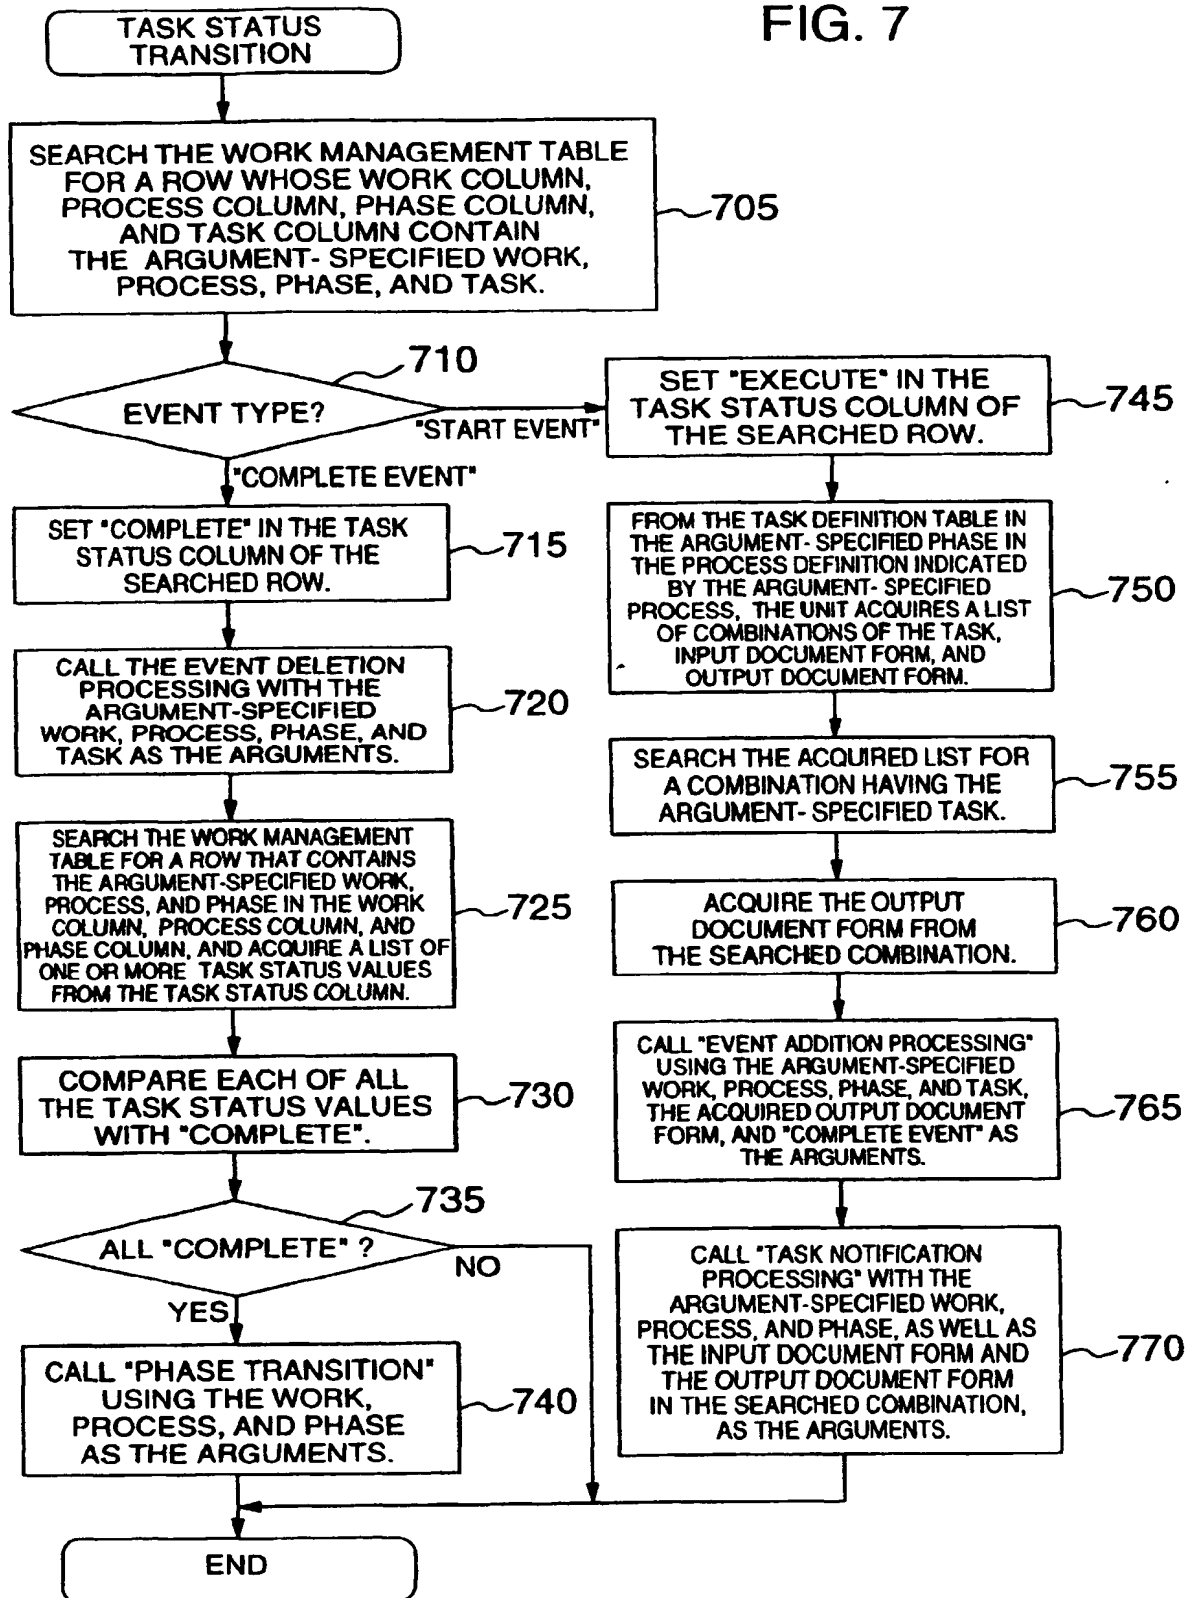 FIG. 7
TASK STATUS
TRANSITION
SEARCH THE WORK MANAGEMENT TABLE
FOR A ROW WHOSE WORK COLUMN,
PROCESS COLUMN, PHASE COLUMN,
AND TASK COLUMN CONTAIN
THE ARGUMENT- SPECIFIED WORK,
PROCESS, PHASE, AND TASK.
705
710
EVENT TYPE?
"START EVENT"
"COMPLETE EVENT"
SET "COMPLETE" IN THE TASK
STATUS COLUMN OF THE
SEARCHED ROW.
715
CALL THE EVENT DELETION
PROCESSING WITH THE
ARGUMENT-SPECIFIED
WORK, PROCESS, PHASE, AND
TASK AS THE ARGUMENTS.
720
SEARCH THE WORK MANAGEMENT
TABLE FOR A ROW THAT CONTAINS
THE ARGUMENT-SPECIFIED WORK,
PROCESS, AND PHASE IN THE WORK
COLUMN, PROCESS COLUMN, AND
PHASE COLUMN, AND ACQUIRE A LIST OF
ONE OR MORE TASK STATUS VALUES
FROM THE TASK STATUS COLUMN.
725
COMPARE EACH OF ALL
THE TASK STATUS VALUES
WITH "COMPLETE".
730
735
ALL "COMPLETE" ?
NO
YES
CALL "PHASE TRANSITION"
USING THE WORK,
PROCESS, AND PHASE
AS THE ARGUMENTS.
740
SET "EXECUTE" IN THE
TASK STATUS COLUMN OF
THE SEARCHED ROW.
745
FROM THE TASK DEFINITION TABLE IN
THE ARGUMENT- SPECIFIED PHASE IN
THE PROCESS DEFINITION INDICATED
BY THE ARGUMENT- SPECIFIED
PROCESS, THE UNIT ACQUIRES A LIST
OF COMBINATIONS OF THE TASK,
INPUT DOCUMENT FORM, AND
OUTPUT DOCUMENT FORM.
750
SEARCH THE ACQUIRED LIST FOR
A COMBINATION HAVING THE
ARGUMENT- SPECIFIED TASK.
755
ACQUIRE THE OUTPUT
DOCUMENT FORM FROM
THE SEARCHED COMBINATION.
760
CALL "EVENT ADDITION PROCESSING"
USING THE ARGUMENT-SPECIFIED
WORK, PROCESS, PHASE, AND TASK,
THE ACQUIRED OUTPUT DOCUMENT
FORM, AND "COMPLETE EVENT" AS
THE ARGUMENTS.
765
CALL "TASK NOTIFICATION
PROCESSING" WITH THE
ARGUMENT-SPECIFIED WORK,
PROCESS, AND PHASE, AS WELL AS
THE INPUT DOCUMENT FORM AND
THE OUTPUT DOCUMENT FORM
IN THE SEARCHED COMBINATION,
AS THE ARGUMENTS.
770
END